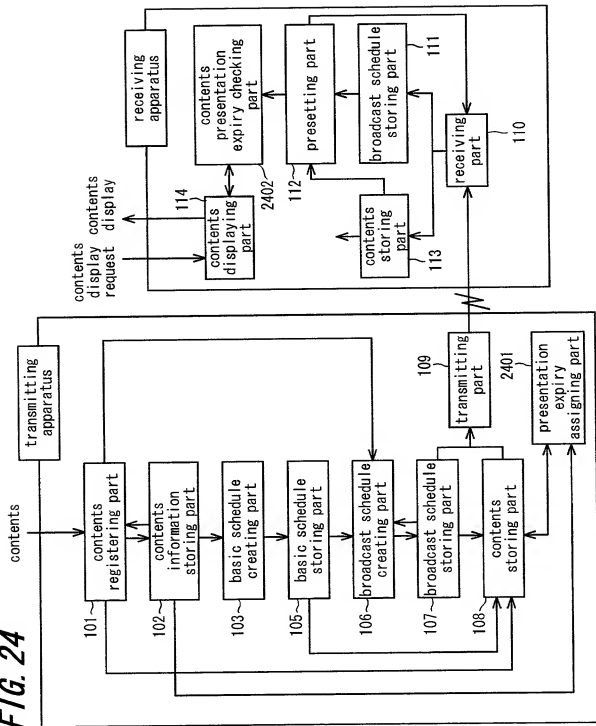 FIG. 24
transmitting
apparatus
contents
contents
registering part
101
contents
information
storing part
102
basic schedule
creating part
103
basic schedule
storing part
105
broadcast schedule
creating part
106
broadcast schedule
storing part
107
contents
storing part
108
transmitting
part
109
presentation
expiry
assigning part
2401
receiving
apparatus
contents
display
request
contents
display
contents
displaying
part
114
contents
presentation
expiry checking
part
2402
presetting part
112
broadcast schedule
storing part
111
contents
storing
part
113
receiving
part
110